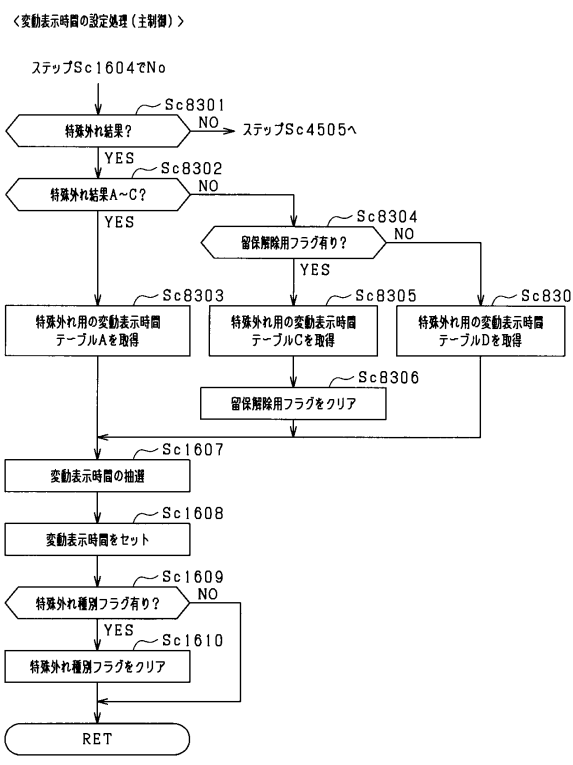 ＜変動表示時間の設定処理（主制御）＞
ステップSc1604でNo
Sc8301
特殊外れ結果？
NO
ステップSc4505へ
YES
Sc8302
特殊外れ結果A～C？
NO
YES
Sc8304
留保解除用フラグ有り？
NO
YES
Sc8303
特殊外れ用の変動表示時間
テーブルAを取得
Sc8305
特殊外れ用の変動表示時間
テーブルCを取得
Sc830
特殊外れ用の変動表示時間
テーブルDを取得
Sc8306
留保解除用フラグをクリア
Sc1607
変動表示時間の抽選
Sc1608
変動表示時間をセット
Sc1609
特殊外れ種別フラグ有り？
NO
YES
Sc1610
特殊外れ種別フラグをクリア
RET